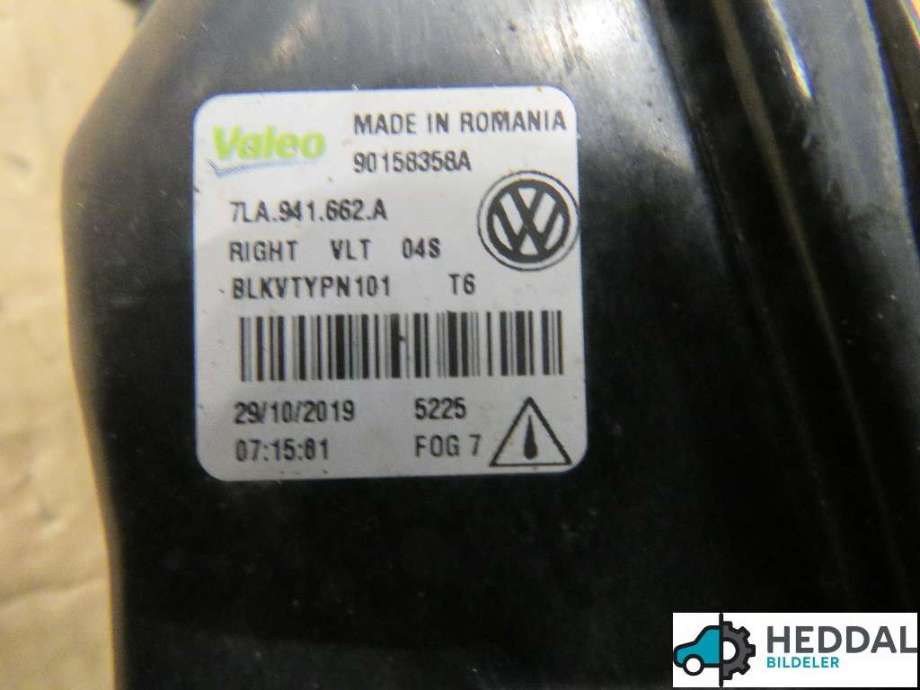 Valeo MADE IN ROMANIA
90158358A
7LA.941.662.A
RIGHT VLT 04S
BLKVTYPN101 T6
29/10/2019 5225
07:15:61 FOG 7
HEDDAL
BILDELER